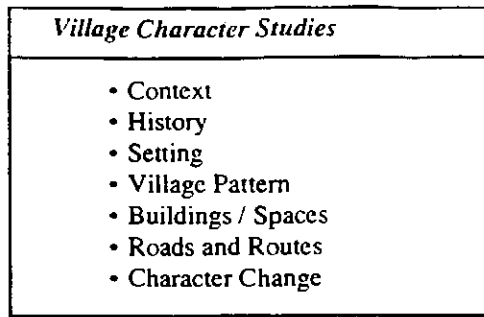 Village Character Studies
• Context
• History
• Setting
• Village Pattern
• Buildings / Spaces
• Roads and Routes
• Character Change